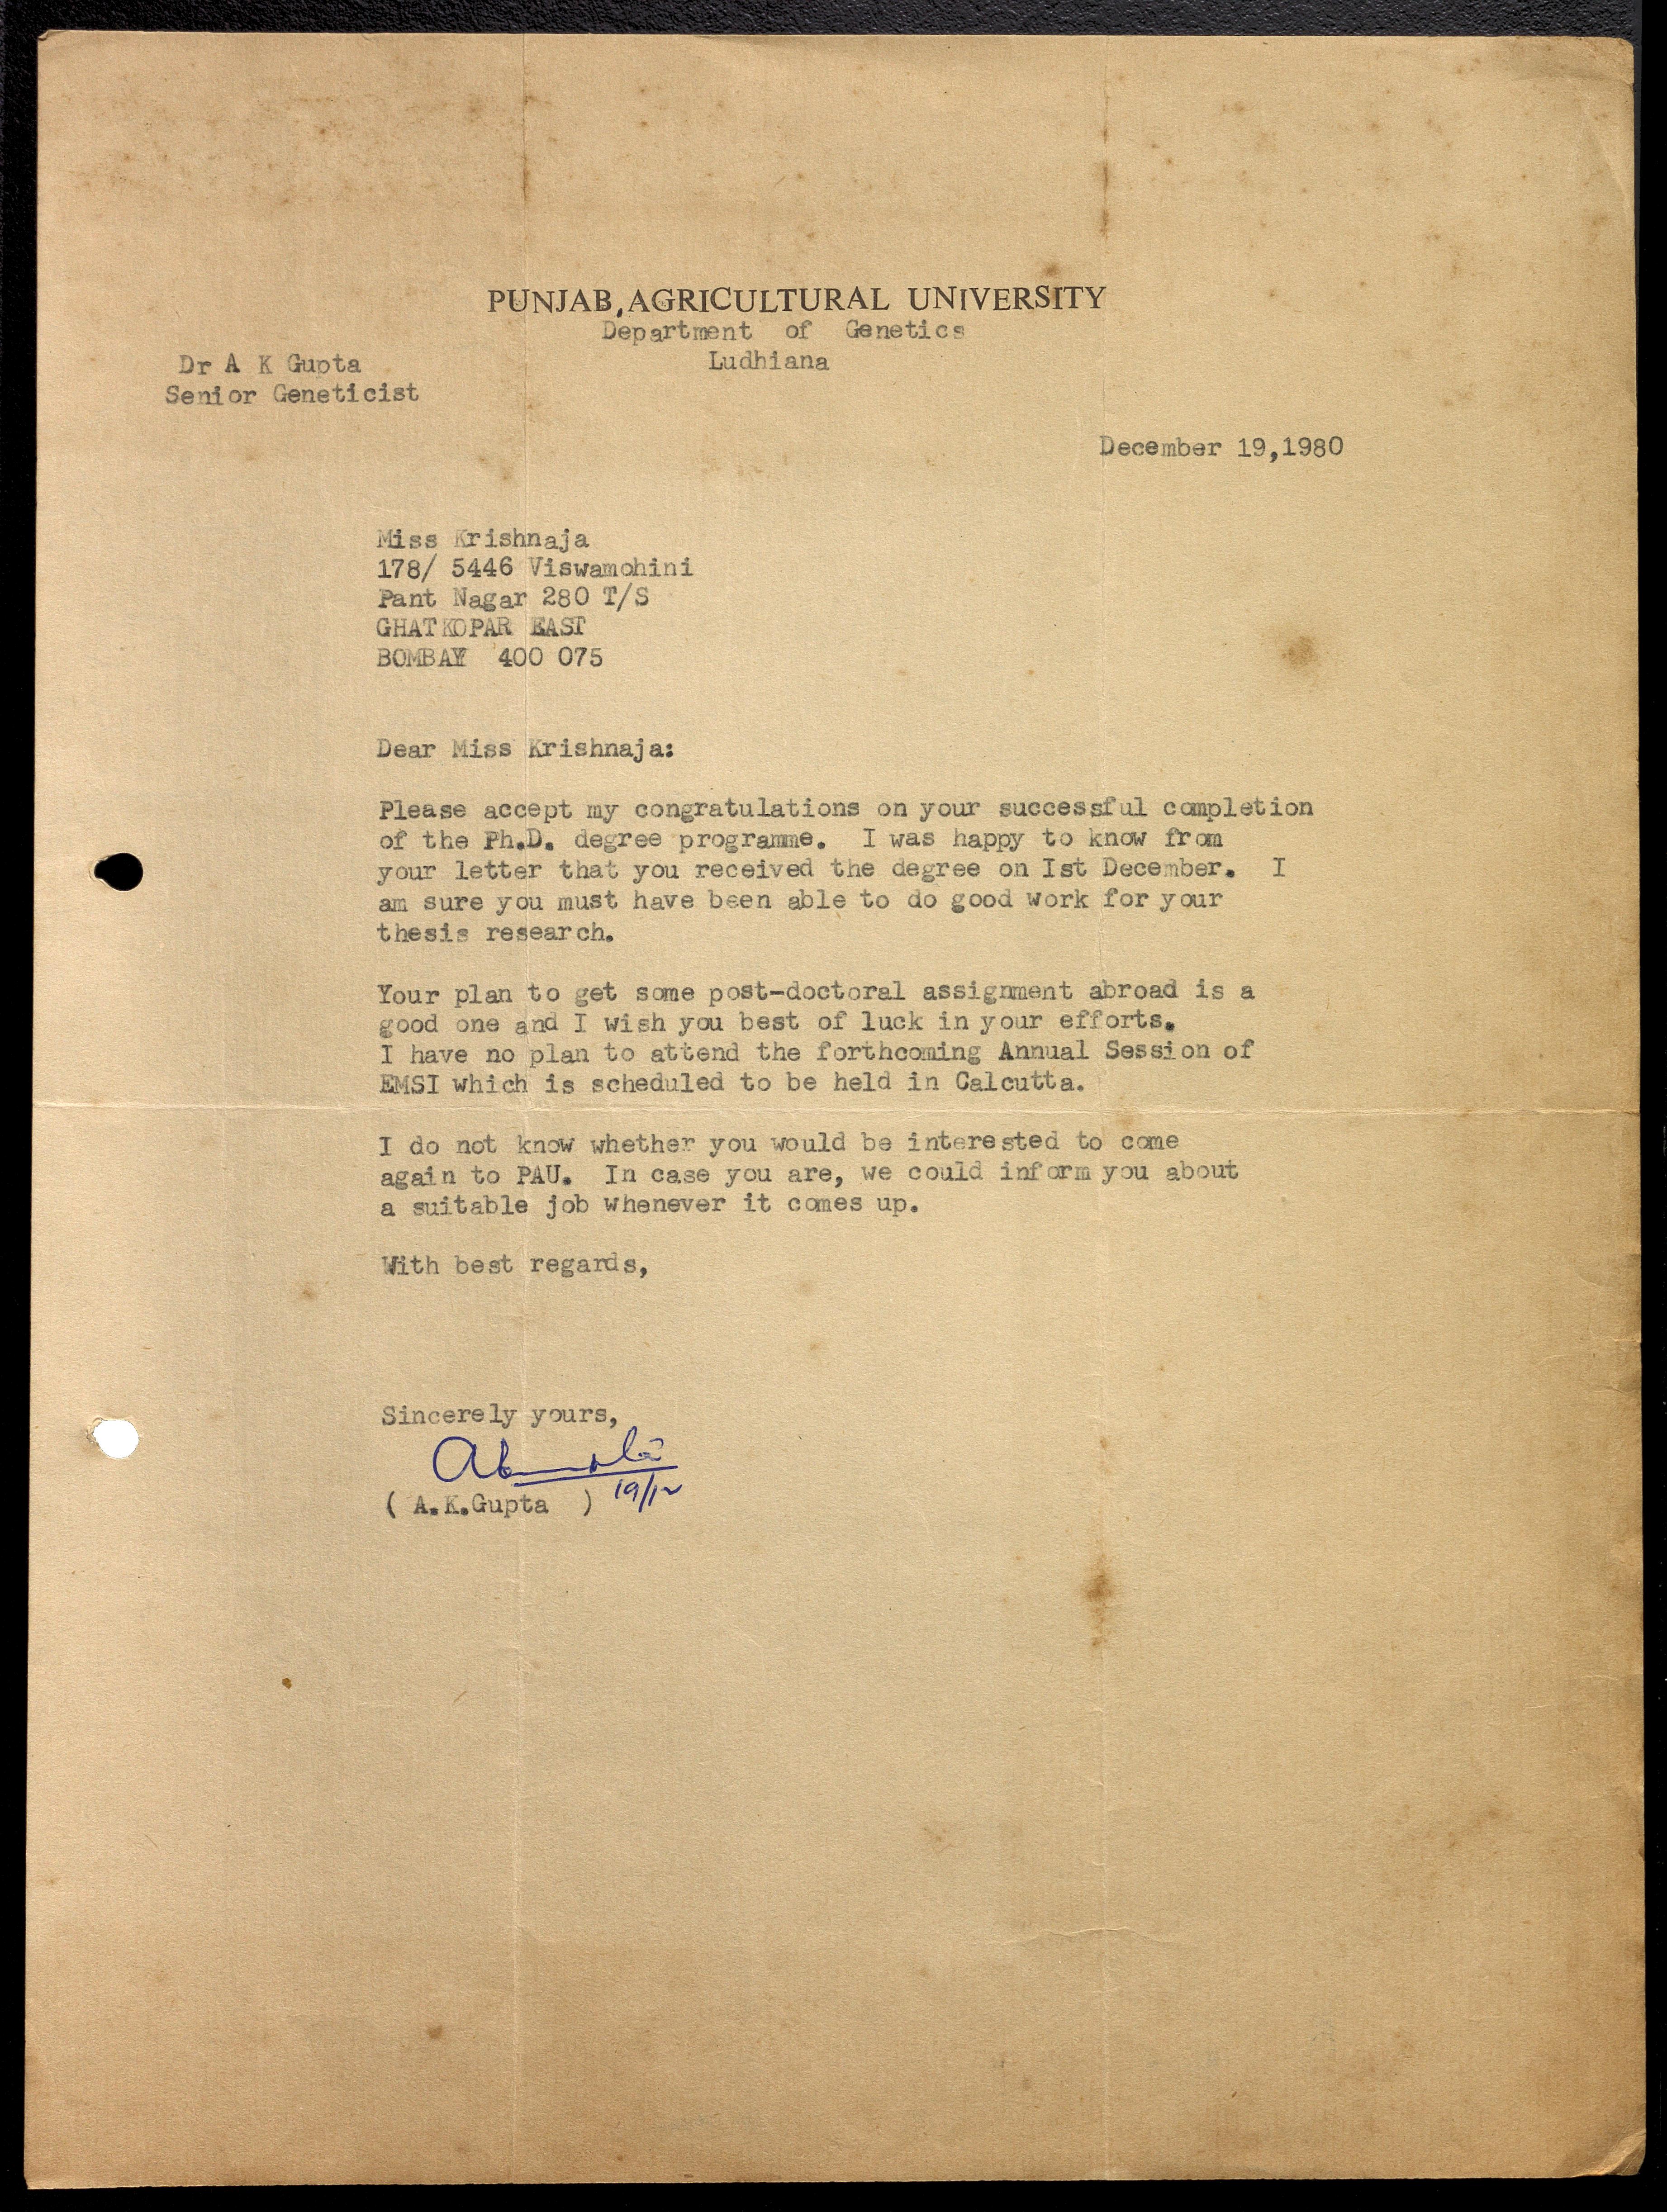 PUNJAB, AGRICULTURAL UNIVERSITY
Department of Genetics
Ludhiana
Dr A K Gupta
Senior Geneticist
December 19,1980
Miss Krishnaja
178/ 5446 Viswamohini
Pant Nagar 280 T/S
GHATKOPAR EAST
BOMBAY 400 075
Dear Miss Krishnaja:
Please accept my congratulations on your successful completion
of the Ph.D. degree programme. I was happy to know from
your letter that you received the degree on Ist December. I
am sure you must have been able to do good work for your
thesis research.
Your plan to get some post-doctoral assignment abroad is a
good one and I wish you best of luck in your efforts.
I have no plan to attend the forthcoming Annual Session of
EMSI which is scheduled to be held in Calcutta.
I do not know whether you would be interested to come
again to PAU. In case you are, we could inform you about
a suitable job whenever it comes up.
With best regards,
Sincerely yours,
19/12
( A.K.Gupta )